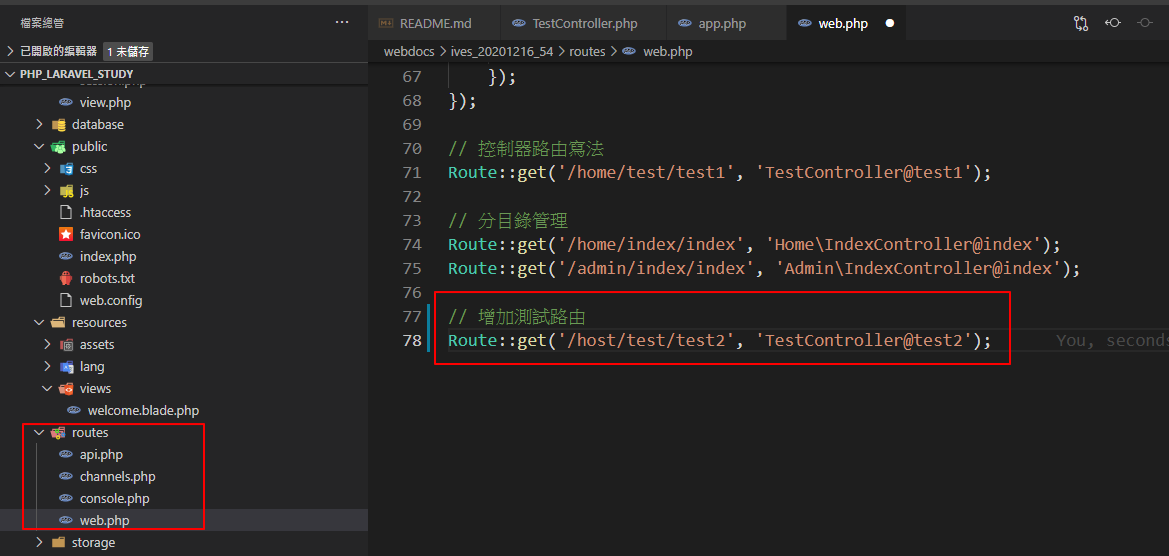 檔案總管 ...
已開啟的編輯器 1 未儲存
PHP_LARAVEL_STUDY
view.php
database
public
css
js
.htaccess
favicon.ico
index.php
robots.txt
web.config
resources
assets
lang
views
welcome.blade.php
routes
api.php
channels.php
console.php
web.php
storage
README.md TestController.php app.php web.php
webdocs > ives_20201216_54 > routes > web.php
67 });
68 });
69
70 // 控制器路由寫法
71 Route::get('/home/test/test1', 'TestController@test1');
72
73 // 分目錄管理
74 Route::get('/home/index/index', 'Home\IndexController@index');
75 Route::get('/admin/index/index', 'Admin\IndexController@index');
76
77 // 增加測試路由
78 Route::get('/host/test/test2', 'TestController@test2'); You, seconds